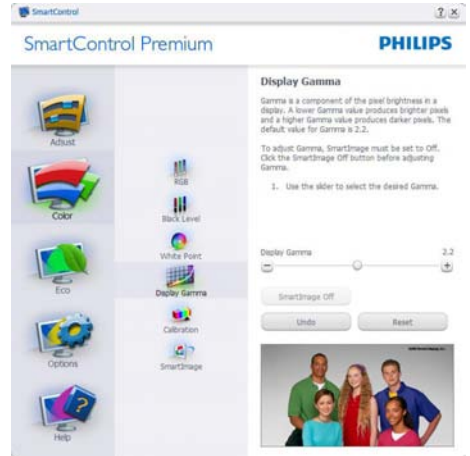 SmartControl
SmartControl Premium
PHILIPS
Adjust
Color
Eco
Options
Help
RGB
Black Level
White Point
Display Gamma
Calibration
SmartImage
Display Gamma
Gamma is a component of the pixel brightness in a
display. A lower Gamma value produces brighter pixels
and a higher Gamma value produces darker pixels. The
default value for Gamma is 2.2.
To adjust Gamma, SmartImage must be set to Off.
Click the SmartImage Off button before adjusting
Gamma.
1. Use the slider to select the desired Gamma.
Display Gamma 2.2
SmartImage Off
Undo Reset